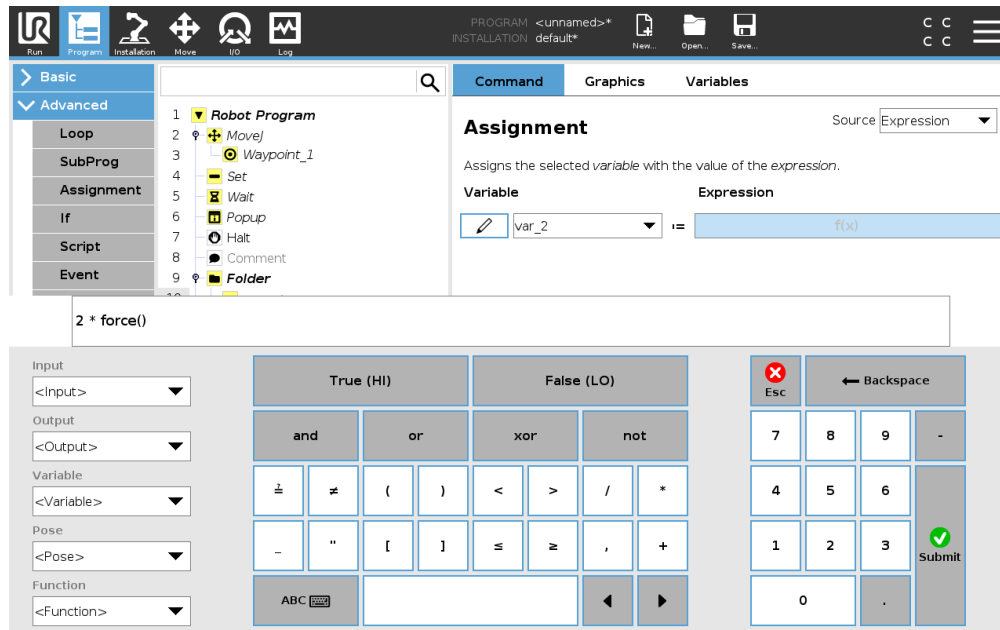 PROGRAM <unnamed>*
INSTALLATION default*
Run Program Installation Move I/O Log New... Open... Save...
C C
C C
Basic
Advanced
Loop
SubProg
Assignment
If
Script
Event
1 Robot Program
2 MoveJ
3 Waypoint_1
4 Set
5 Wait
6 Popup
7 Halt
8 Comment
9 Folder
Command Graphics Variables
Assignment
Source Expression
Assigns the selected variable with the value of the expression.
Variable Expression
var_2 := f(x)
2 * force()
Input
<Input>
Output
<Output>
Variable
<Variable>
Pose
<Pose>
Function
<Function>
True (HI) False (LO)
and or xor not
≟ ≠ ( ) < > / *
_ " [ ] ≤ ≥ , +
ABC
Esc Backspace
7 8 9 -
4 5 6
1 2 3 Submit
0 .